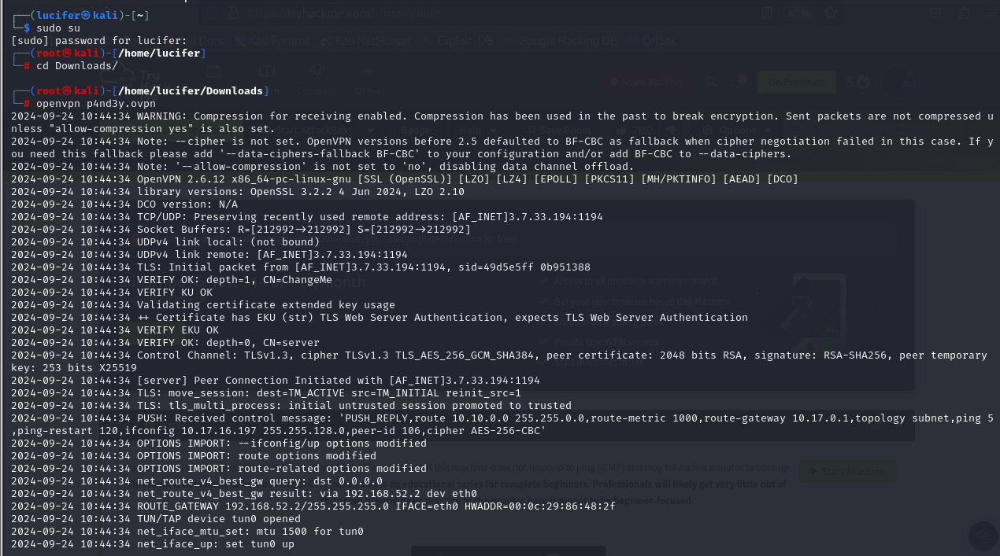 ┌──(lucifer㉿kali)-[~]
└─$ sudo su
[sudo] password for lucifer:
┌──(root㉿kali)-[/home/lucifer]
└─# cd Downloads/
┌──(root㉿kali)-[/home/lucifer/Downloads]
└─# openvpn p4nd3y.ovpn
2024-09-24 10:44:34 WARNING: Compression for receiving enabled. Compression has been used in the past to break encryption. Sent packets are not compressed u
nless "allow-compression yes" is also set.
2024-09-24 10:44:34 Note: --cipher is not set. OpenVPN versions before 2.5 defaulted to BF-CBC as fallback when cipher negotiation failed in this case. If y
ou need this fallback please add '--data-ciphers-fallback BF-CBC' to your configuration and/or add BF-CBC to --data-ciphers.
2024-09-24 10:44:34 Note: '--allow-compression' is not set to 'no', disabling data channel offload.
2024-09-24 10:44:34 OpenVPN 2.6.12 x86_64-pc-linux-gnu [SSL (OpenSSL)] [LZO] [LZ4] [EPOLL] [PKCS11] [MH/PKTINFO] [AEAD] [DCO]
2024-09-24 10:44:34 library versions: OpenSSL 3.2.2 4 Jun 2024, LZO 2.10
2024-09-24 10:44:34 DCO version: N/A
2024-09-24 10:44:34 TCP/UDP: Preserving recently used remote address: [AF_INET]3.7.33.194:1194
2024-09-24 10:44:34 Socket Buffers: R=[212992->212992] S=[212992->212992]
2024-09-24 10:44:34 UDPv4 link local: (not bound)
2024-09-24 10:44:34 UDPv4 link remote: [AF_INET]3.7.33.194:1194
2024-09-24 10:44:34 TLS: Initial packet from [AF_INET]3.7.33.194:1194, sid=49d5e5ff 0b951388
2024-09-24 10:44:34 VERIFY OK: depth=1, CN=ChangeMe
2024-09-24 10:44:34 VERIFY KU OK
2024-09-24 10:44:34 Validating certificate extended key usage
2024-09-24 10:44:34 ++ Certificate has EKU (str) TLS Web Server Authentication, expects TLS Web Server Authentication
2024-09-24 10:44:34 VERIFY EKU OK
2024-09-24 10:44:34 VERIFY OK: depth=0, CN=server
2024-09-24 10:44:34 Control Channel: TLSv1.3, cipher TLSv1.3 TLS_AES_256_GCM_SHA384, peer certificate: 2048 bits RSA, signature: RSA-SHA256, peer temporary
key: 253 bits X25519
2024-09-24 10:44:34 [server] Peer Connection Initiated with [AF_INET]3.7.33.194:1194
2024-09-24 10:44:34 TLS: move_session: dest=TM_ACTIVE src=TM_INITIAL reinit_src=1
2024-09-24 10:44:34 TLS: tls_multi_process: initial untrusted session promoted to trusted
2024-09-24 10:44:34 PUSH: Received control message: 'PUSH_REPLY,route 10.10.0.0 255.255.0.0,route-metric 1000,route-gateway 10.17.0.1,topology subnet,ping 5
,ping-restart 120,ifconfig 10.17.16.197 255.255.128.0,peer-id 106,cipher AES-256-CBC'
2024-09-24 10:44:34 OPTIONS IMPORT: --ifconfig/up options modified
2024-09-24 10:44:34 OPTIONS IMPORT: route options modified
2024-09-24 10:44:34 OPTIONS IMPORT: route-related options modified
2024-09-24 10:44:34 net_route_v4_best_gw query: dst 0.0.0.0
2024-09-24 10:44:34 net_route_v4_best_gw result: via 192.168.52.2 dev eth0
2024-09-24 10:44:34 ROUTE_GATEWAY 192.168.52.2/255.255.255.0 IFACE=eth0 HWADDR=00:0c:29:86:48:2f
2024-09-24 10:44:34 TUN/TAP device tun0 opened
2024-09-24 10:44:34 net_iface_mtu_set: mtu 1500 for tun0
2024-09-24 10:44:34 net_iface_up: set tun0 up